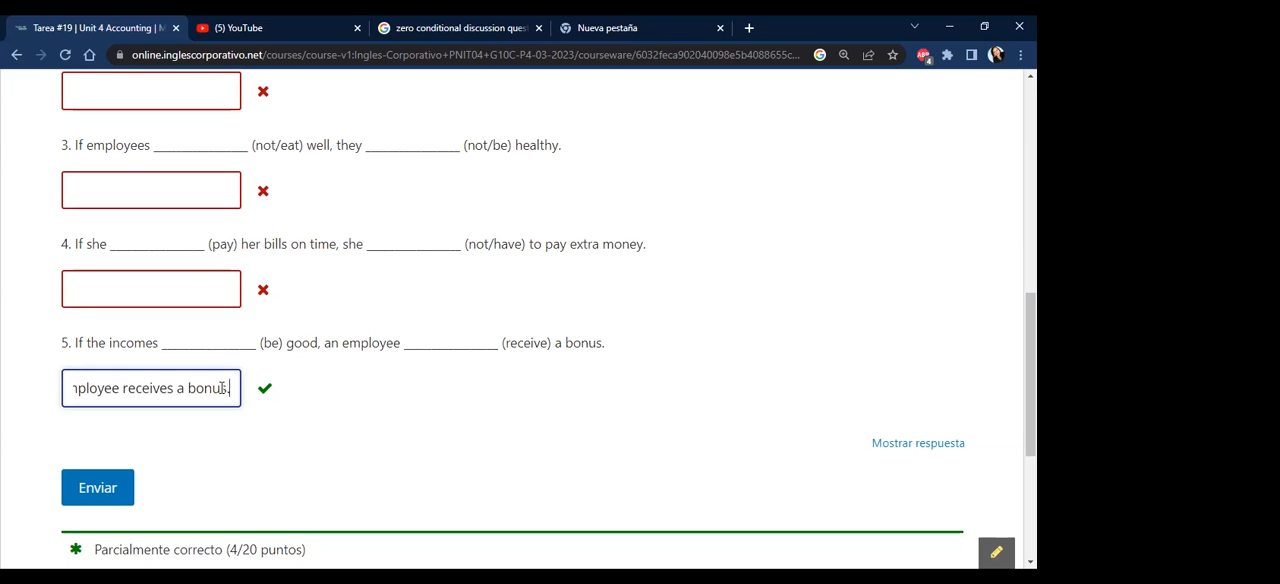 Tarea #19 | Unit 4 Accounting | M
(5) YouTube
zero conditional discussion ques
Nueva pestaña
online.inglescorporativo.net/courses/course-v1:Ingles-Corporativo+PNIT04+G10C-P4-03-2023/courseware/6032feca902040098e5b4088655c...
3. If employees ______________ (not/eat) well, they ______________ (not/be) healthy.
4. If she ______________ (pay) her bills on time, she ______________ (not/have) to pay extra money.
5. If the incomes ______________ (be) good, an employee ______________ (receive) a bonus.
nployee receives a bonus.
Mostrar respuesta
Enviar
Parcialmente correcto (4/20 puntos)